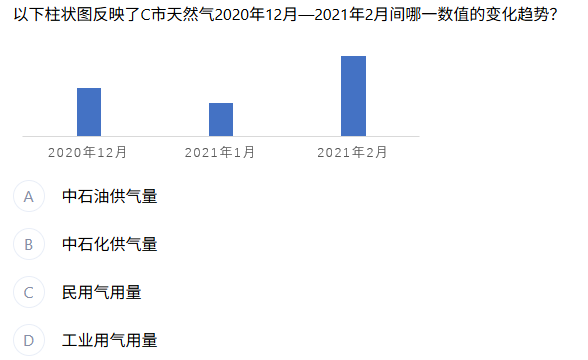 以下柱状图反映了C市天然气2020年12月—2021年2月间哪一数值的变化趋势?
2020年12月 2021年1月 2021年2月
A 中石油供气量
B 中石化供气量
C 民用气用量
D 工业用气用量